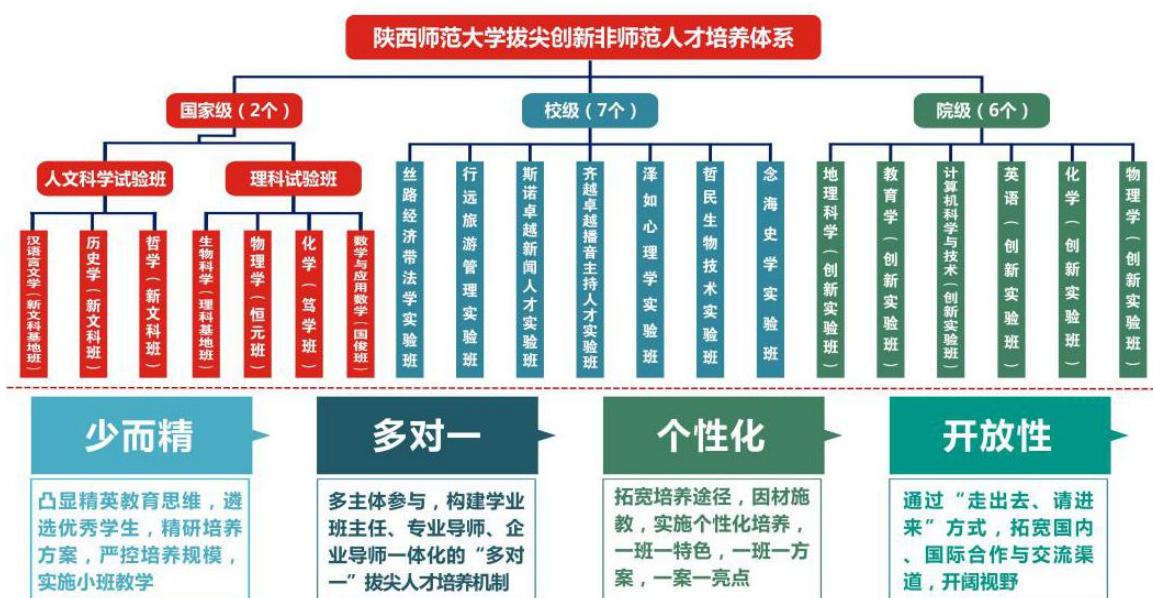 陕西师范大学拔尖创新非师范人才培养体系
国家级（2个）
校级（7个）
院级（6个）
人文科学试验班
理科试验班
汉语言文学（新文科基地班）
历史学（新文科班）
哲学（新文科班）
生物科学（理科基地班）
物理学（恒元班）
化学（笃学班）
数学与应用数学（国俊班）
丝路经济带法学实验班
行远旅游管理实验班
斯诺卓越新闻人才实验班
齐越卓越播音主持人才实验班
泽如心理学实验班
哲民生物技术实验班
念海史学实验班
地理科学（创新实验班）
教育学（创新实验班）
计算机科学与技术（创新实验班）
英语（创新实验班）
化学（创新实验班）
物理学（创新实验班）
少而精
凸显精英教育思维，遴
选优秀学生，精研培养
方案，严控培养规模，
实施小班教学
多对一
多主体参与，构建学业
班主任、专业导师、企
业导师一体化的“多对
一”拔尖人才培养机制
个性化
拓宽培养途径，因材施
教，实施个性化培养，
一班一特色，一班一方
案，一案一亮点
开放性
通过“走出去、请进
来”方式，拓宽国内
、国际合作与交流渠
道，开阔视野